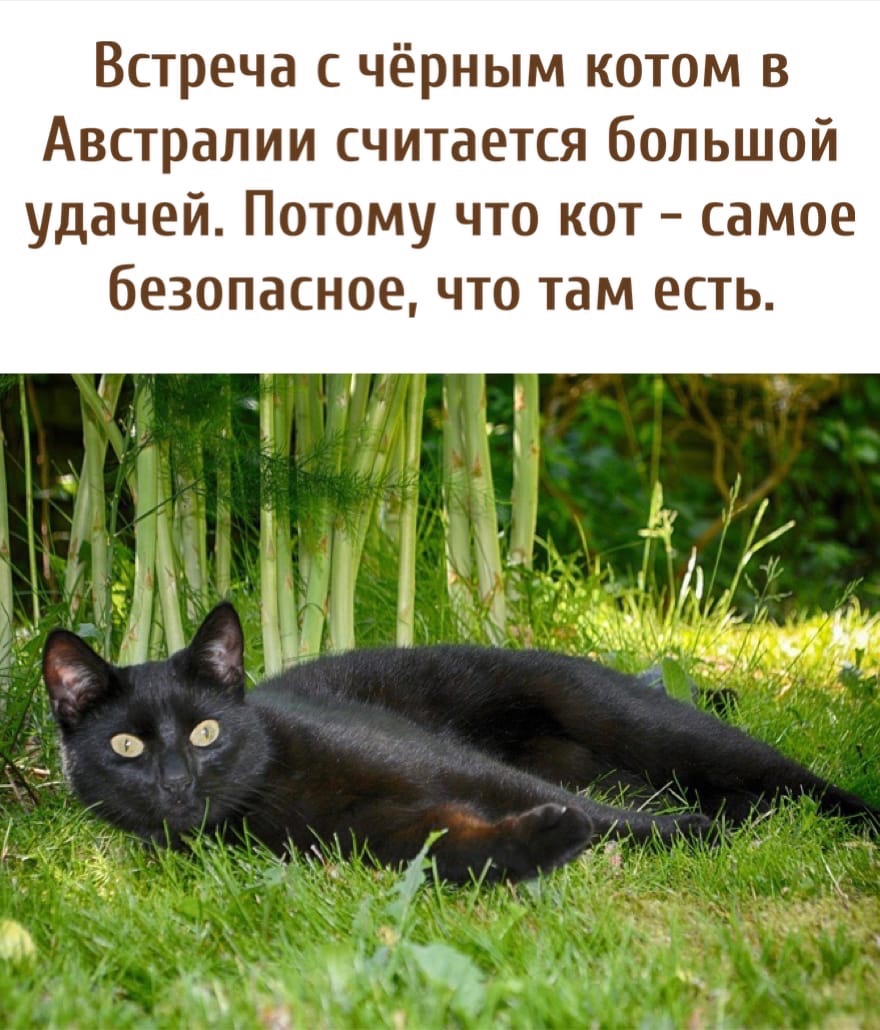 Встреча с чёрным котом в
Австралии считается большой
удачей. Потому что кот - самое
безопасное, что там есть.